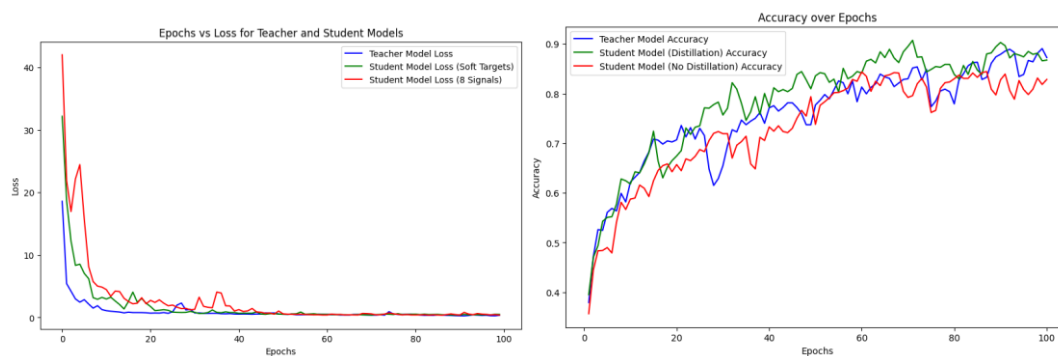 Epochs vs Loss for Teacher and Student Models
Teacher Model Loss
Student Model Loss (Soft Targets)
Student Model Loss (8 Signals)
Loss
40
30
20
10
0
0
20
40
60
80
100
Epochs
Accuracy over Epochs
Teacher Model Accuracy
Student Model (Distillation) Accuracy
Student Model (No Distillation) Accuracy
Accuracy
0.9
0.8
0.7
0.6
0.5
0.4
0
20
40
60
80
100
Epochs